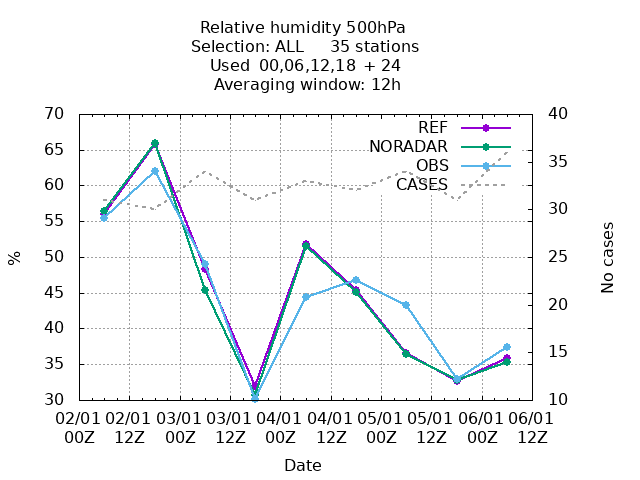 Relative humidity 500hPa
Selection: ALL 35 stations
Used 00,06,12,18 + 24
Averaging window: 12h
70 40
REF
NORADAR
OBS
CASES
65 35
60 30
55
50 25
45
40 20
35 15
30 10
%
No cases
02/01 02/01 03/01 03/01 04/01 04/01 05/01 05/01 06/01 06/01
00Z 12Z 00Z 12Z 00Z 12Z 00Z 12Z 00Z 12Z
Date